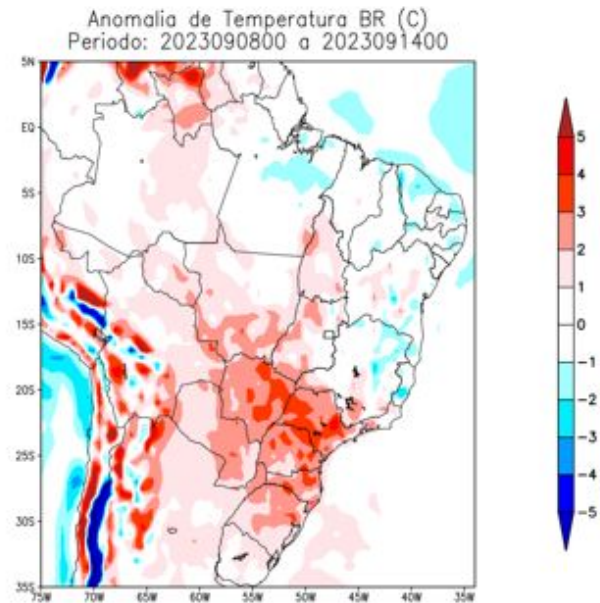 Anomalia de Temperatura BR (C)
Periodo: 2023090800 a 2023091400
5N
EQ
5S
10S
15S
20S
25S
30S
35S
75W 70W 65W 60W 55W 50W 45W 40W 35W
5
4
3
2
1
0
-1
-2
-3
-4
-5